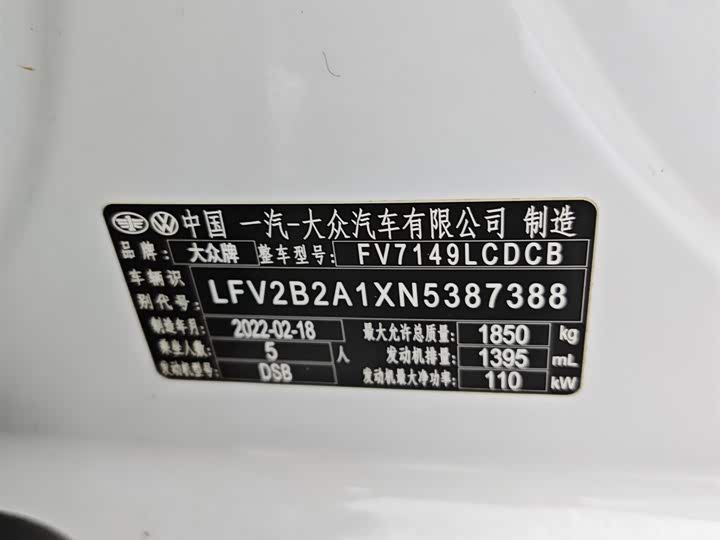 中国 一汽-大众汽车有限公司 制造
品牌: 大众牌 整车型号: FV7149LCDCB
车辆识别代号: LFV2B2A1XN5387388
制造年月: 2022-02-18 最大允许总质量: 1850 kg
乘坐人数: 5 人 发动机排量: 1395 mL
发动机型号: DSB 发动机最大净功率: 110 kW